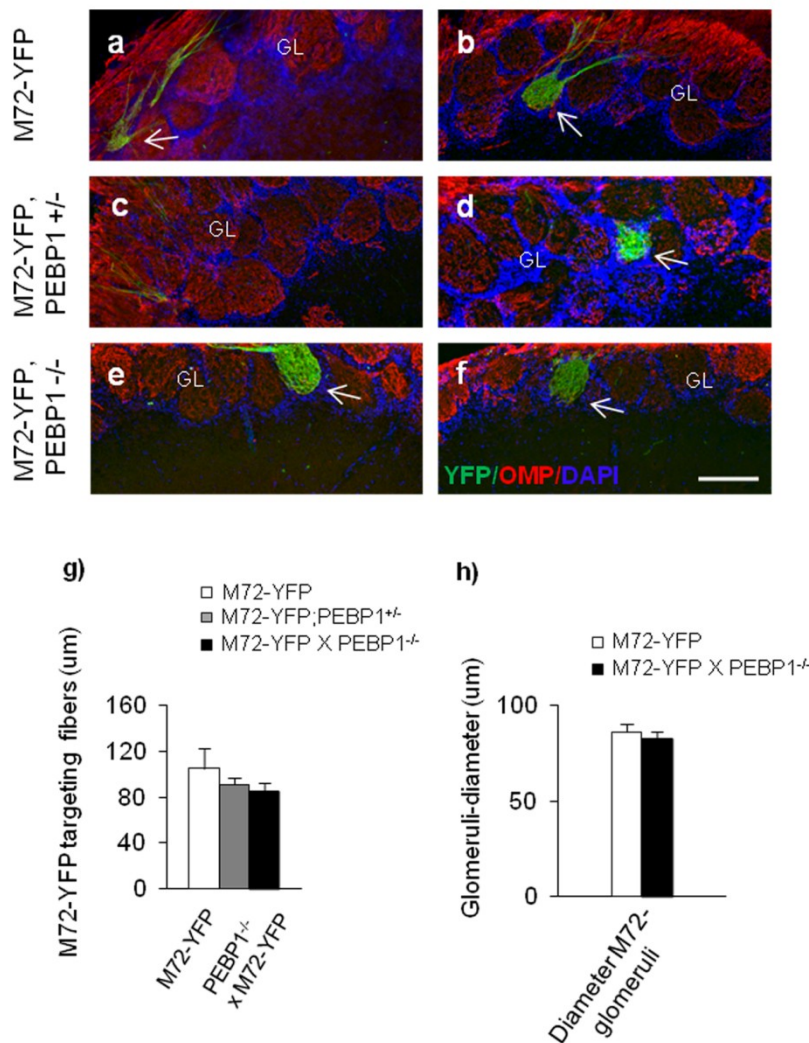 M72-YFP
a
GL
b
GL
M72-YFP,
PEBP1 +/-
c
GL
d
GL
M72-YFP,
PEBP1 -/-
e
GL
f
GL
YFP/OMP/DAPI
g)
M72-YFP
M72-YFP;PEBP1+/-
M72-YFP X PEBP1-/-
M72-YFP targeting fibers (um)
160
120
80
40
0
M72-YFP
PEBP1-/-
x M72-YFP
h)
M72-YFP
M72-YFP X PEBP1-/-
Glomeruli-diameter (um)
100
50
0
Diameter M72-
glomeruli